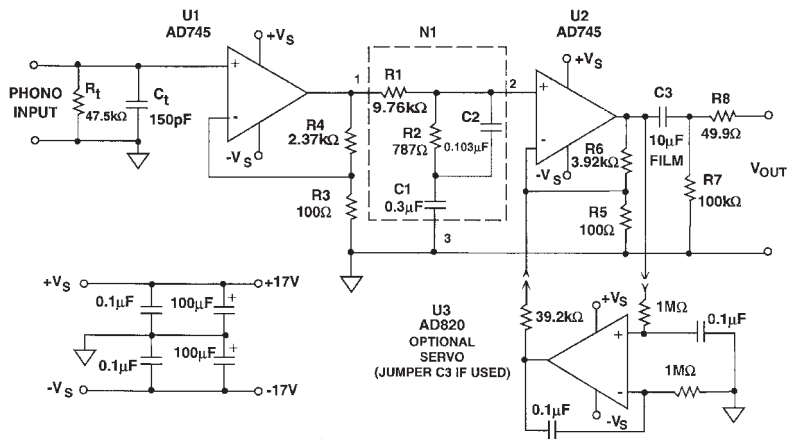 U1
AD745
+VS
-VS
PHONO
INPUT
Rt
47.5kΩ
Ct
150pF
R4
2.37kΩ
R3
100Ω
N1
1
R1
9.76kΩ
R2
787Ω
C2
0.103µF
C1
0.3µF
2
3
U2
AD745
+VS
-VS
R6
3.92kΩ
R5
100Ω
C3
10µF
FILM
R8
49.9Ω
R7
100kΩ
VOUT
+VS
+17V
0.1µF
100µF
+
0.1µF
100µF
+
-VS
-17V
U3
AD820
OPTIONAL
SERVO
(JUMPER C3 IF USED)
39.2kΩ
+VS
-VS
1MΩ
0.1µF
1MΩ
0.1µF
+
-
+
-
+
-